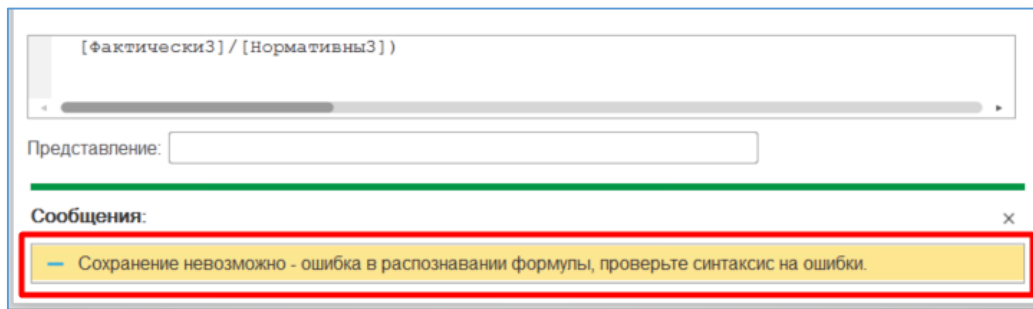 [Фактически3]/[Нормативны3])
Представление:
Сообщения:
Сохранение невозможно - ошибка в распознавании формулы, проверьте синтаксис на ошибки.